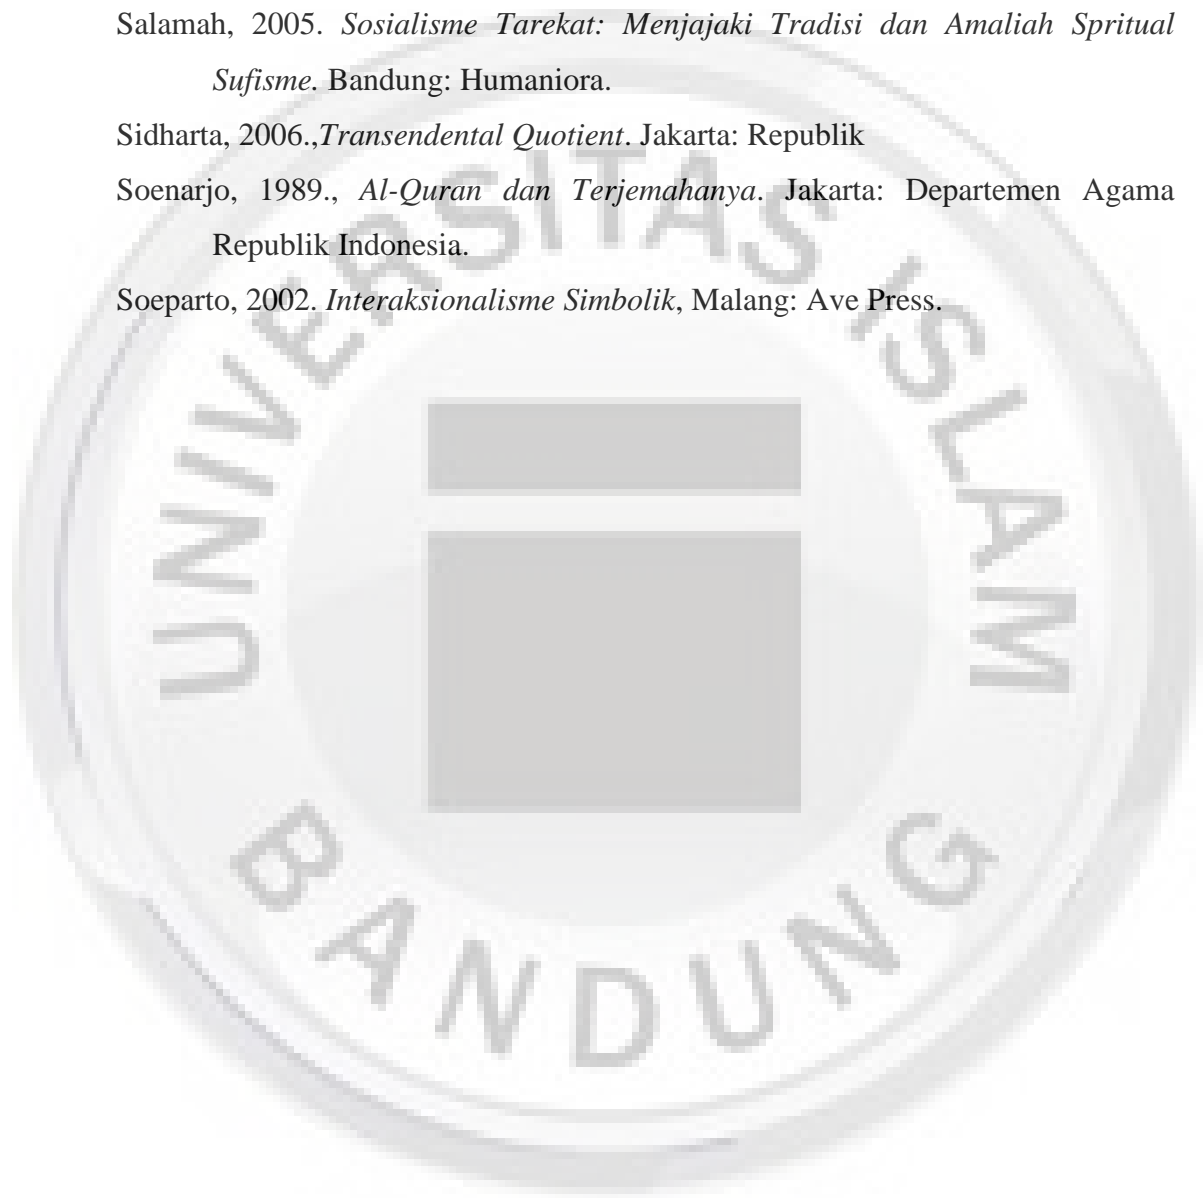 Salamah, 2005. Sosialisme Tarekat: Menjajaki Tradisi dan Amaliah Spritual
Sufisme. Bandung: Humaniora.
Sidharta, 2006.,Transendental Quotient. Jakarta: Republik
Soenarjo, 1989., Al-Quran dan Terjemahanya. Jakarta: Departemen Agama
Republik Indonesia.
Soeparto, 2002. Interaksionalisme Simbolik, Malang: Ave Press.
UNIVERSITAS ISLAM
BANDUNG